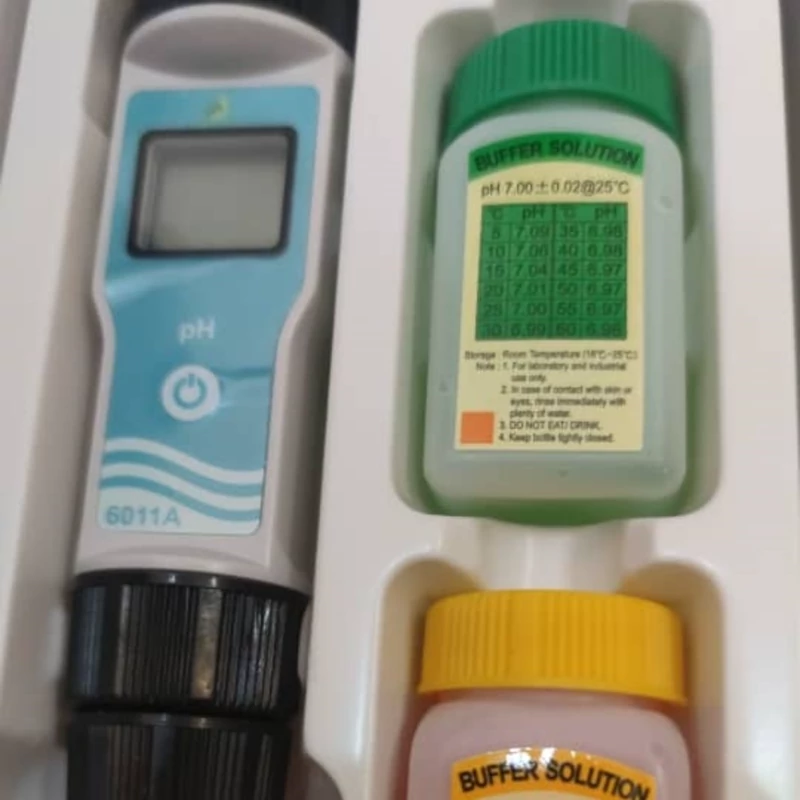 pH
6011A
BUFFER SOLUTION
pH 7.00±0.02@25°C
°C pH °C pH
5 7.09 35 6.98
10 7.06 40 6.98
15 7.04 45 6.97
20 7.01 50 6.97
25 7.00 55 6.97
30 6.99 60 6.98
Storage : Room Temperature (18°C~25°C)
Note : 1. For laboratory and industrial
use only.
2. In case of contact with skin or
eyes, rinse immediately with
plenty of water.
3. DO NOT EAT/ DRINK.
4. Keep bottle tightly closed.
BUFFER SOLUTION